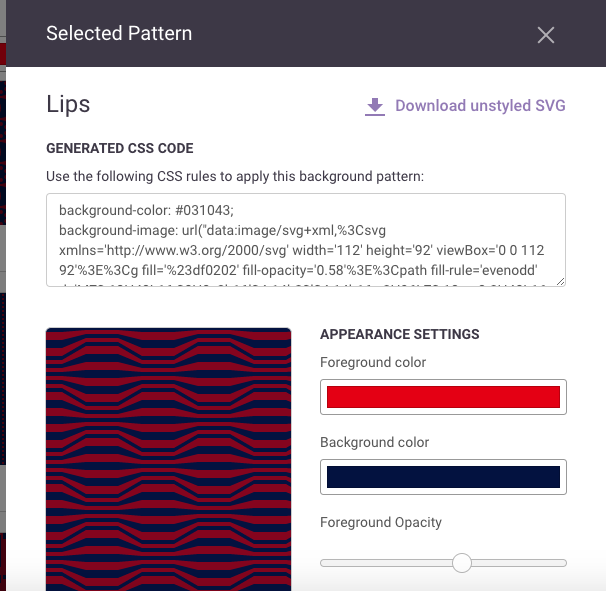 Selected Pattern
Lips
Download unstyled SVG
GENERATED CSS CODE
Use the following CSS rules to apply this background pattern:
background-color: #031043;
background-image: url("data:image/svg+xml,%3Csvg
xmlns='http://www.w3.org/2000/svg' width='112' height='92' viewBox='0 0 112
92'%3E%3Cg fill='%23df0202' fill-opacity='0.58'%3E%3Cpath fill-rule='evenodd'
APPEARANCE SETTINGS
Foreground color
Background color
Foreground Opacity